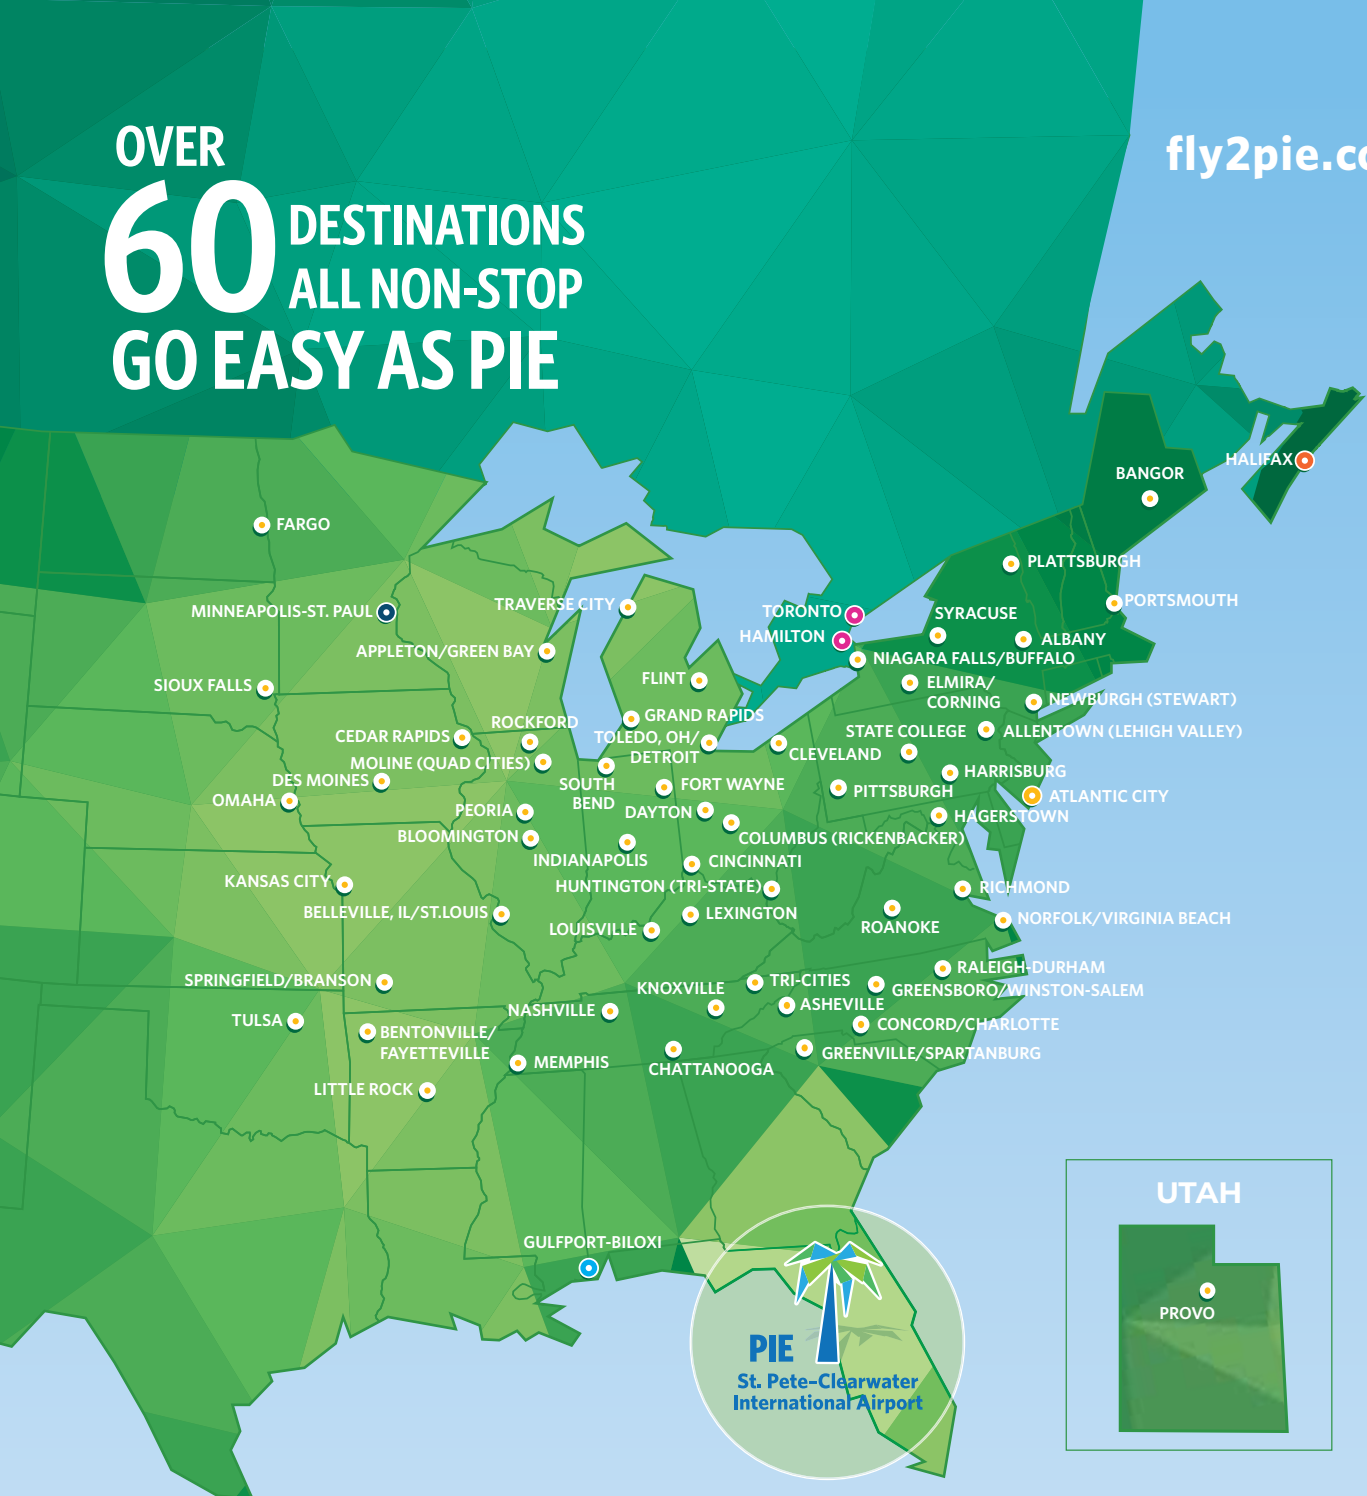 OVER
60 DESTINATIONS
ALL NON-STOP
GO EASY AS PIE
fly2pie.co
HALIFAX
BANGOR
FARGO
PLATTSBURGH
PORTSMOUTH
MINNEAPOLIS-ST. PAUL
TRAVERSE CITY
TORONTO
SYRACUSE
HAMILTON
ALBANY
APPLETON/GREEN BAY
NIAGARA FALLS/BUFFALO
SIOUX FALLS
FLINT
ELMIRA/
CORNING
NEWBURGH (STEWART)
ROCKFORD
GRAND RAPIDS
CEDAR RAPIDS
TOLEDO, OH/
DETROIT
STATE COLLEGE
ALLENTOWN (LEHIGH VALLEY)
CLEVELAND
MOLINE (QUAD CITIES)
HARRISBURG
DES MOINES
SOUTH
BEND
FORT WAYNE
PITTSBURGH
ATLANTIC CITY
OMAHA
PEORIA
DAYTON
HAGERSTOWN
BLOOMINGTON
COLUMBUS (RICKENBACKER)
INDIANAPOLIS
CINCINNATI
KANSAS CITY
HUNTINGTON (TRI-STATE)
RICHMOND
BELLEVILLE, IL/ST.LOUIS
LEXINGTON
NORFOLK/VIRGINIA BEACH
LOUISVILLE
ROANOKE
RALEIGH-DURHAM
SPRINGFIELD/BRANSON
KNOXVILLE
TRI-CITIES
GREENSBORO/WINSTON-SALEM
NASHVILLE
ASHEVILLE
TULSA
BENTONVILLE/
FAYETTEVILLE
CONCORD/CHARLOTTE
MEMPHIS
CHATTANOOGA
GREENVILLE/SPARTANBURG
LITTLE ROCK
GULFPORT-BILOXI
UTAH
PROVO
PIE
St. Pete–Clearwater
International Airport